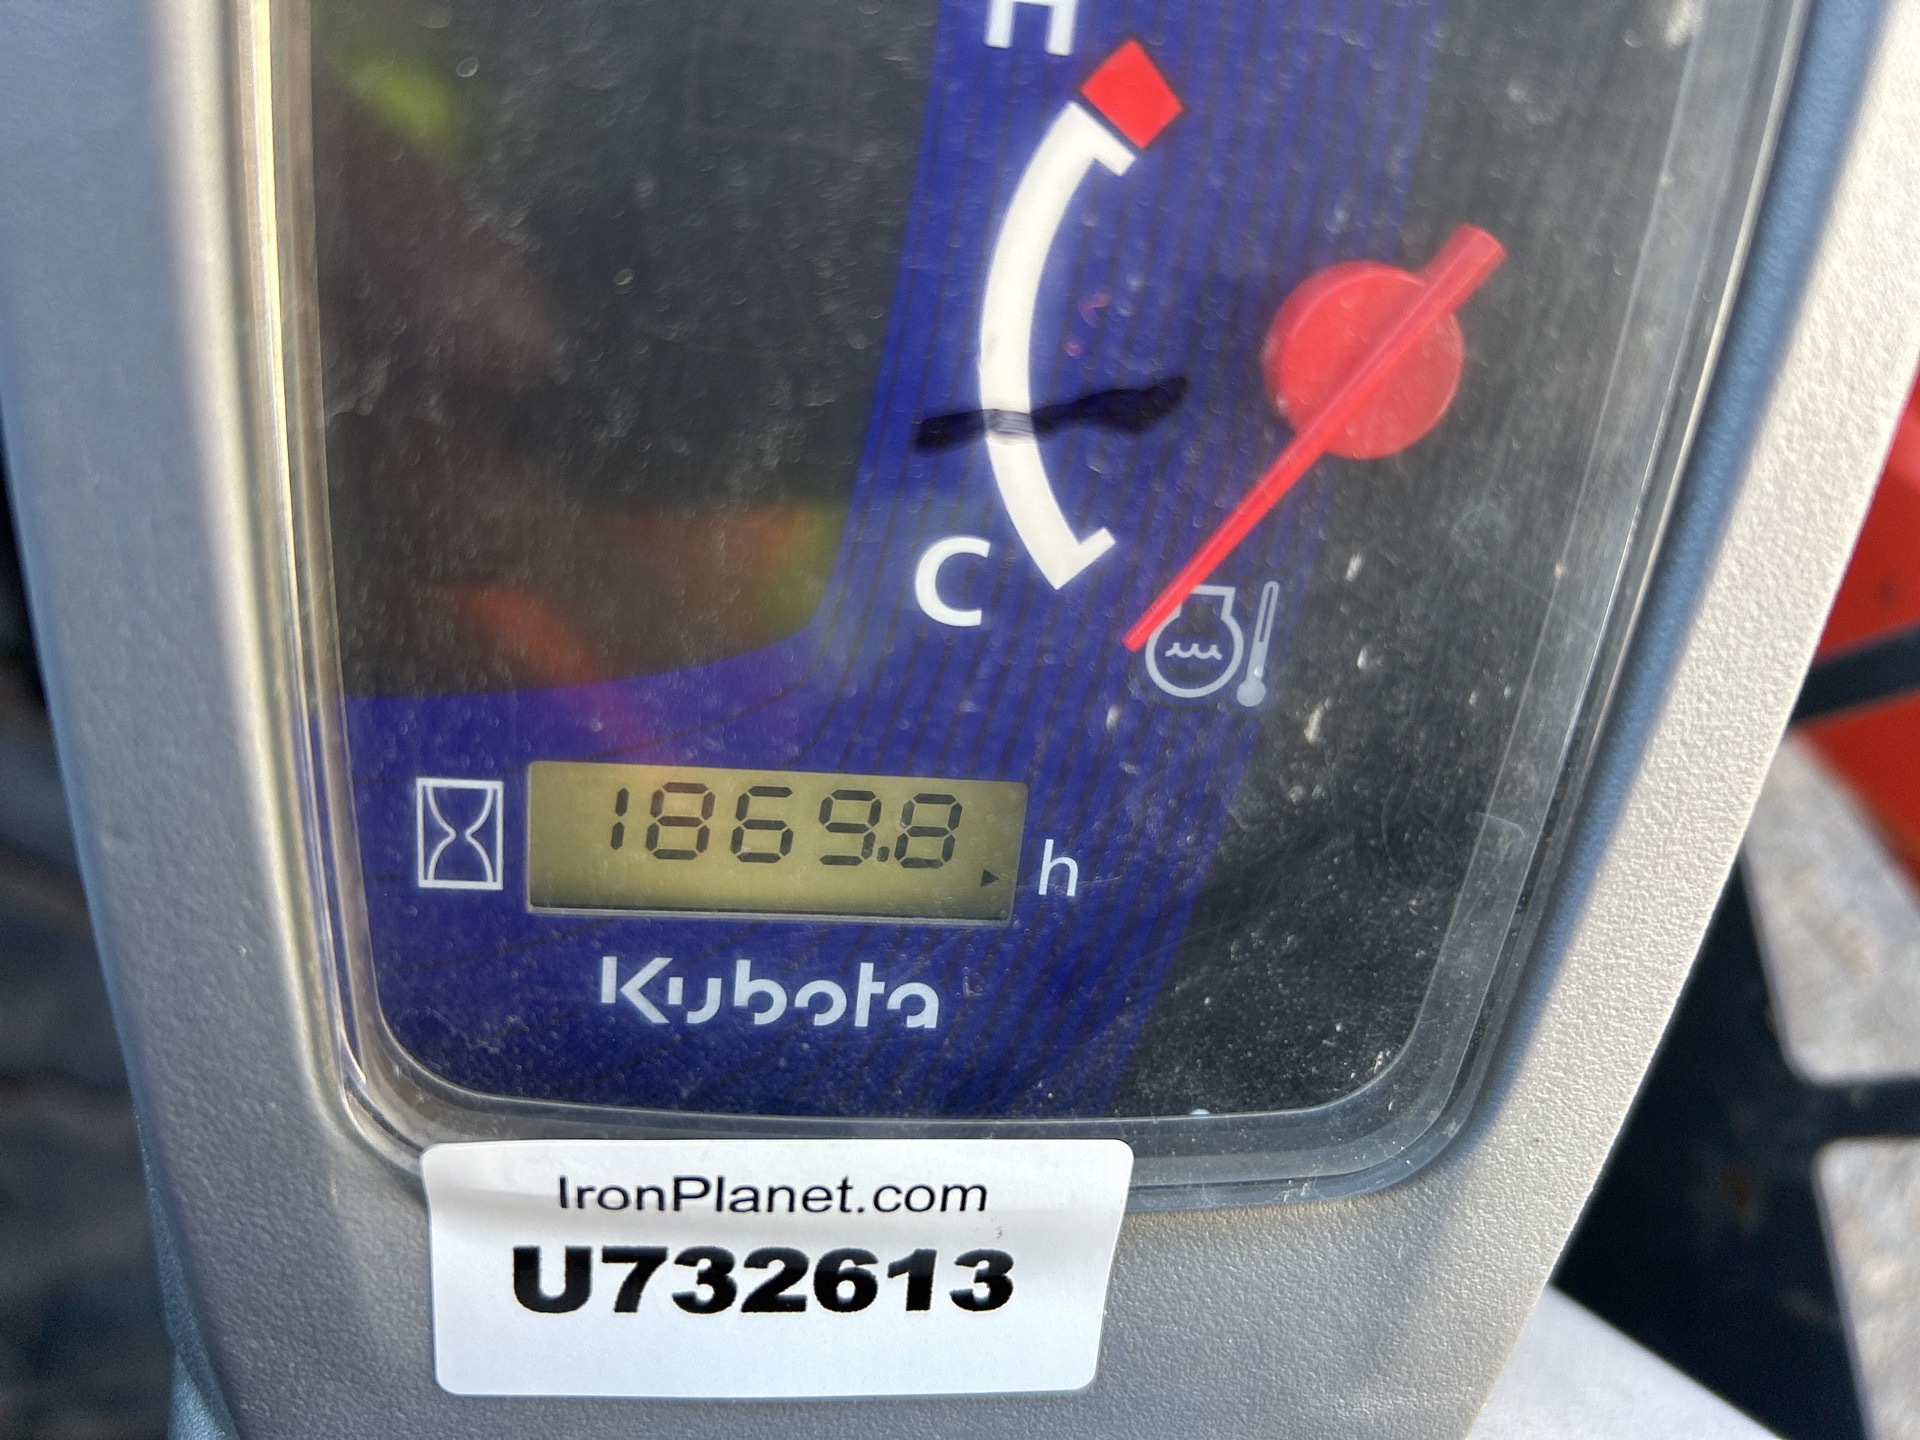 H
C
1869.8 h
Kubota
IronPlanet.com
U732613